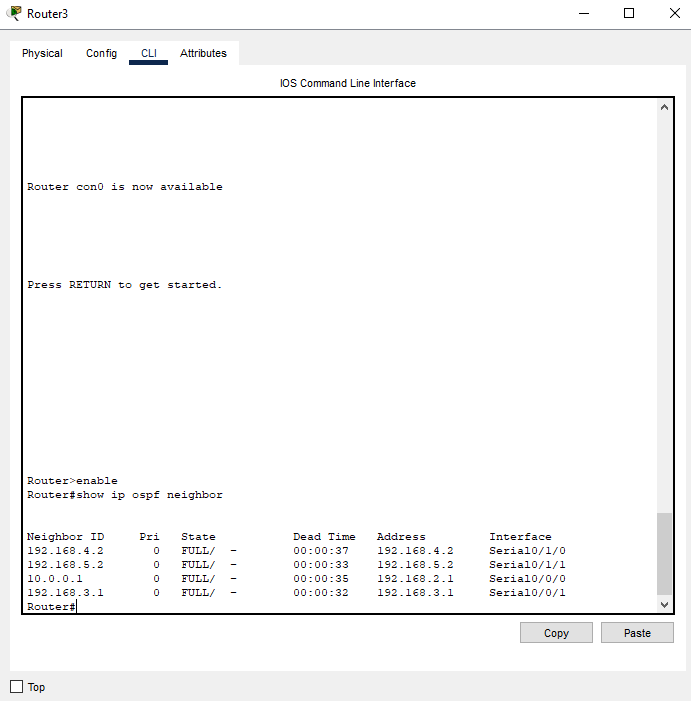 Router3
Physical Config CLI Attributes
IOS Command Line Interface
Router con0 is now available
Press RETURN to get started.
Router>enable
Router#show ip ospf neighbor
Neighbor ID Pri State Dead Time Address Interface
192.168.4.2 0 FULL/ - 00:00:37 192.168.4.2 Serial0/1/0
192.168.5.2 0 FULL/ - 00:00:33 192.168.5.2 Serial0/1/1
10.0.0.1 0 FULL/ - 00:00:35 192.168.2.1 Serial0/0/0
192.168.3.1 0 FULL/ - 00:00:32 192.168.3.1 Serial0/0/1
Router#
Copy Paste
Top